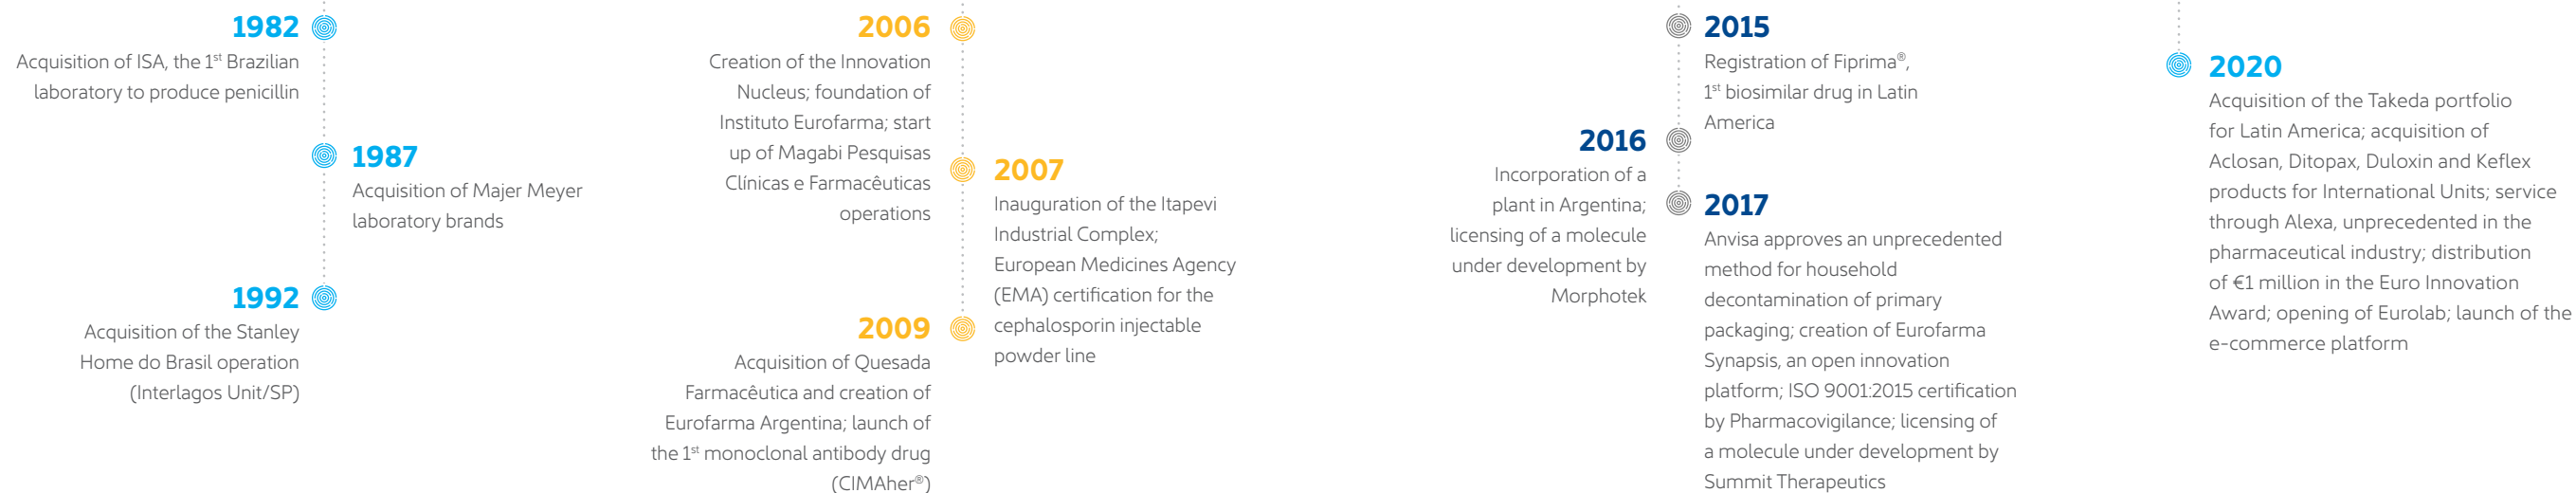 1982
Acquisition of ISA, the 1st Brazilian
laboratory to produce penicillin
1987
Acquisition of Majer Meyer
laboratory brands
1992
Acquisition of the Stanley
Home do Brasil operation
(Interlagos Unit/SP)
2006
Creation of the Innovation
Nucleus; foundation of
Instituto Eurofarma; start
up of Magabi Pesquisas
Clínicas e Farmacêuticas
operations
2007
Inauguration of the Itapevi
Industrial Complex;
European Medicines Agency
(EMA) certification for the
cephalosporin injectable
powder line
2009
Acquisition of Quesada
Farmacêutica and creation of
Eurofarma Argentina; launch of
the 1st monoclonal antibody drug
(CIMAher®)
2015
Registration of Fiprima®,
1st biosimilar drug in Latin
America
2016
Incorporation of a
plant in Argentina;
licensing of a molecule
under development by
Morphotek
2017
Anvisa approves an unprecedented
method for household
decontamination of primary
packaging; creation of Eurofarma
Synapsis, an open innovation
platform; ISO 9001:2015 certification
by Pharmacovigilance; licensing of
a molecule under development by
Summit Therapeutics
2020
Acquisition of the Takeda portfolio
for Latin America; acquisition of
Aclosan, Ditopax, Duloxin and Keflex
products for International Units; service
through Alexa, unprecedented in the
pharmaceutical industry; distribution
of €1 million in the Euro Innovation
Award; opening of Eurolab; launch of the
e-commerce platform